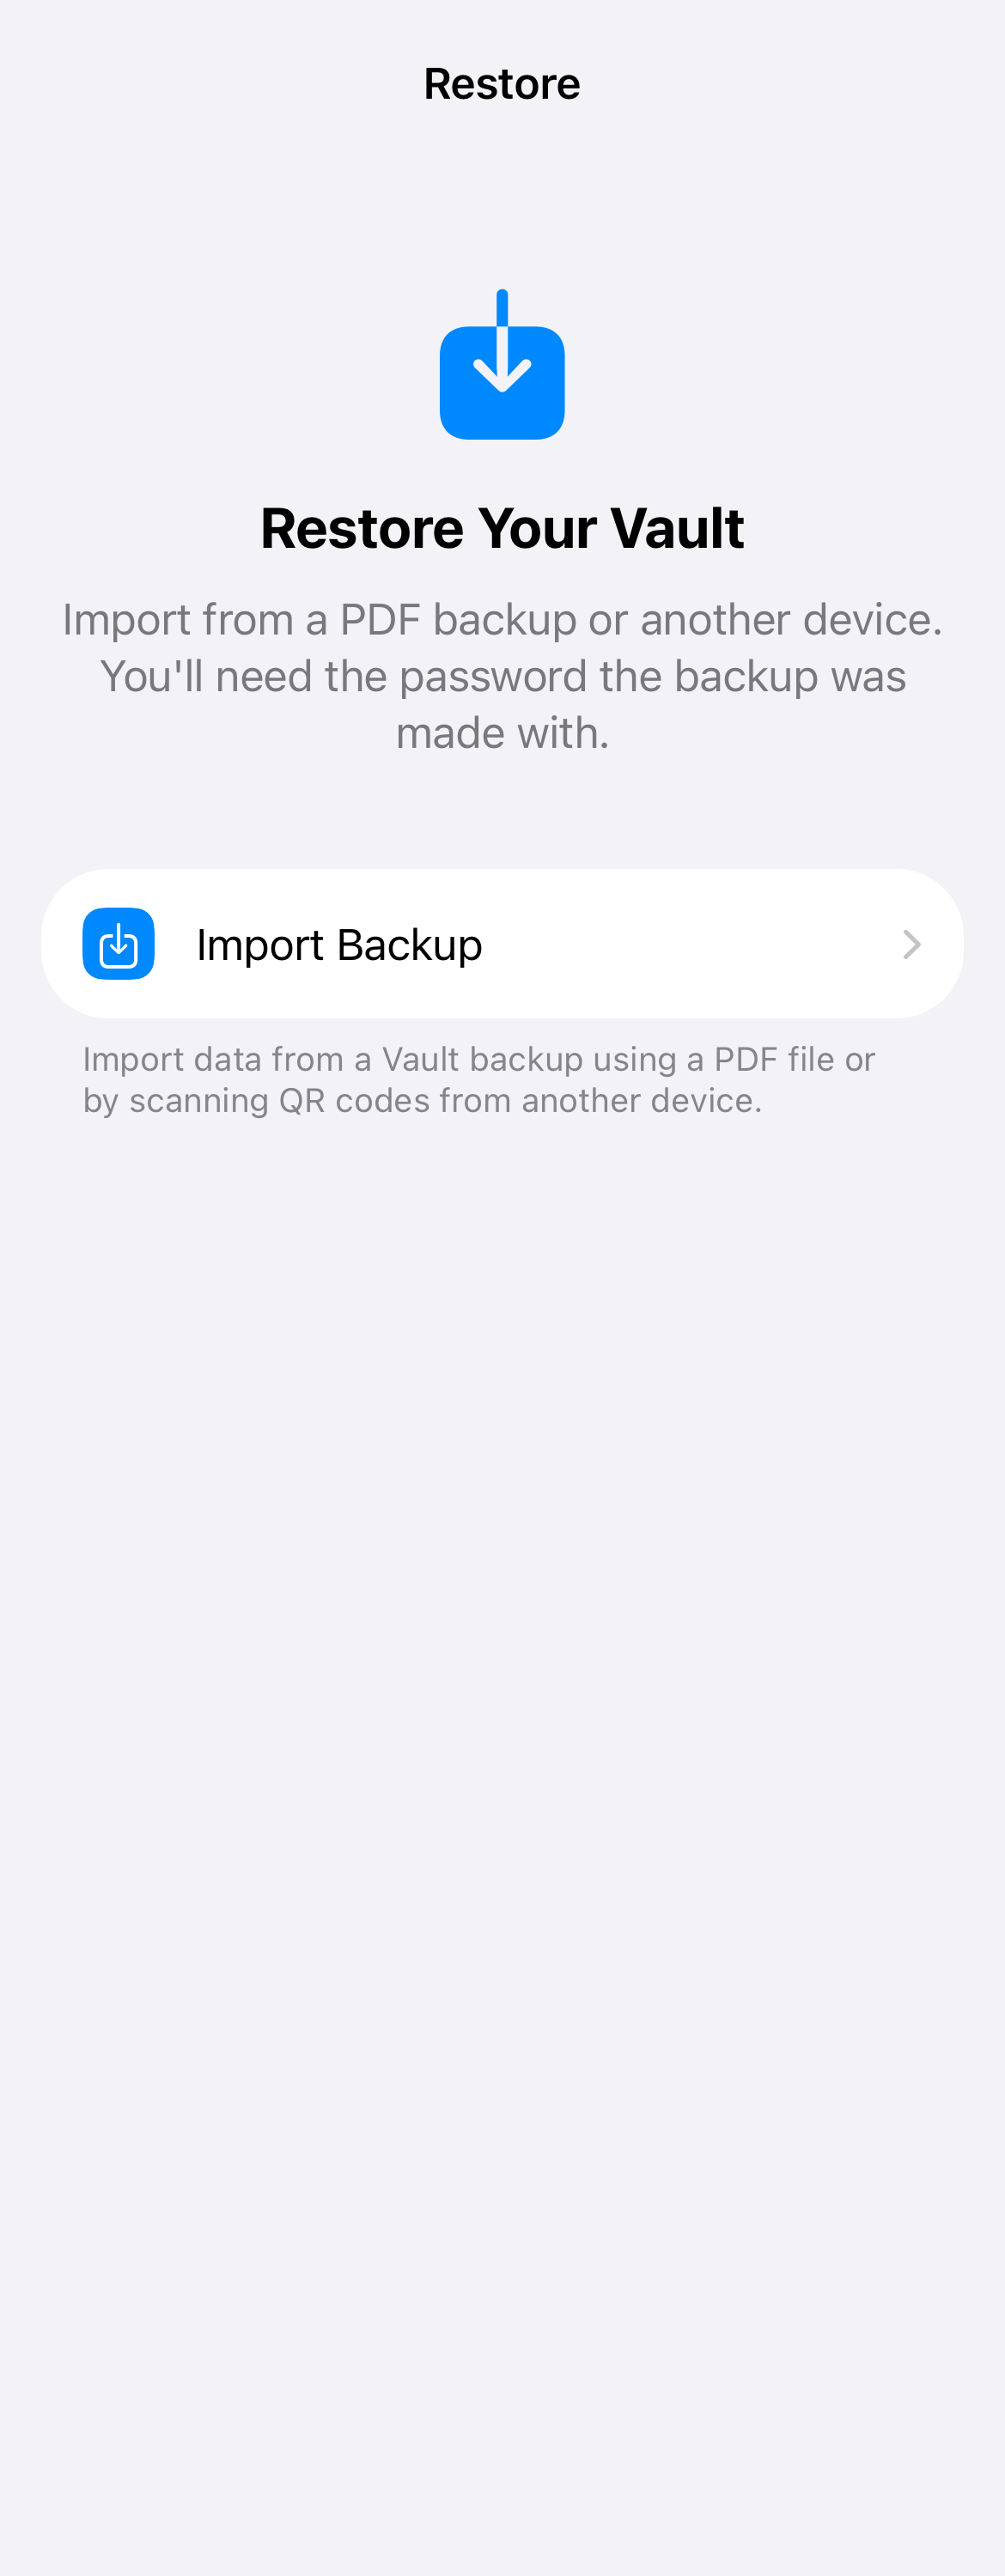 Restore
Restore Your Vault
Import from a PDF backup or another device.
You'll need the password the backup was
made with.
Import Backup
Import data from a Vault backup using a PDF file or
by scanning QR codes from another device.